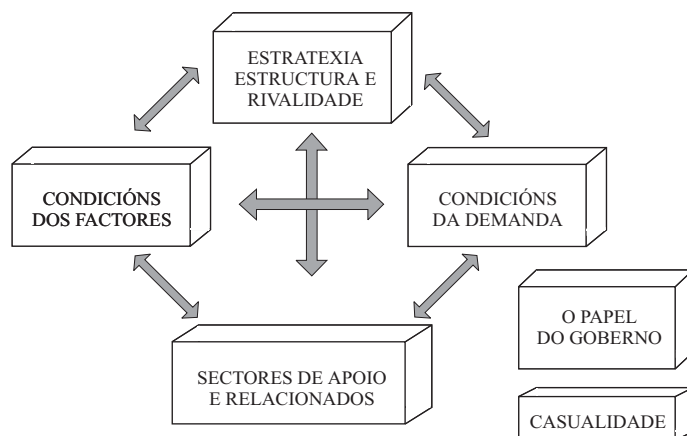 ESTRATEXIA
ESTRUCTURA E
RIVALIDADE
CONDICIÓNS
DOS FACTORES
CONDICIÓNS
DA DEMANDA
SECTORES DE APOIO
E RELACIONADOS
O PAPEL
DO GOBERNO
CASUALIDADE